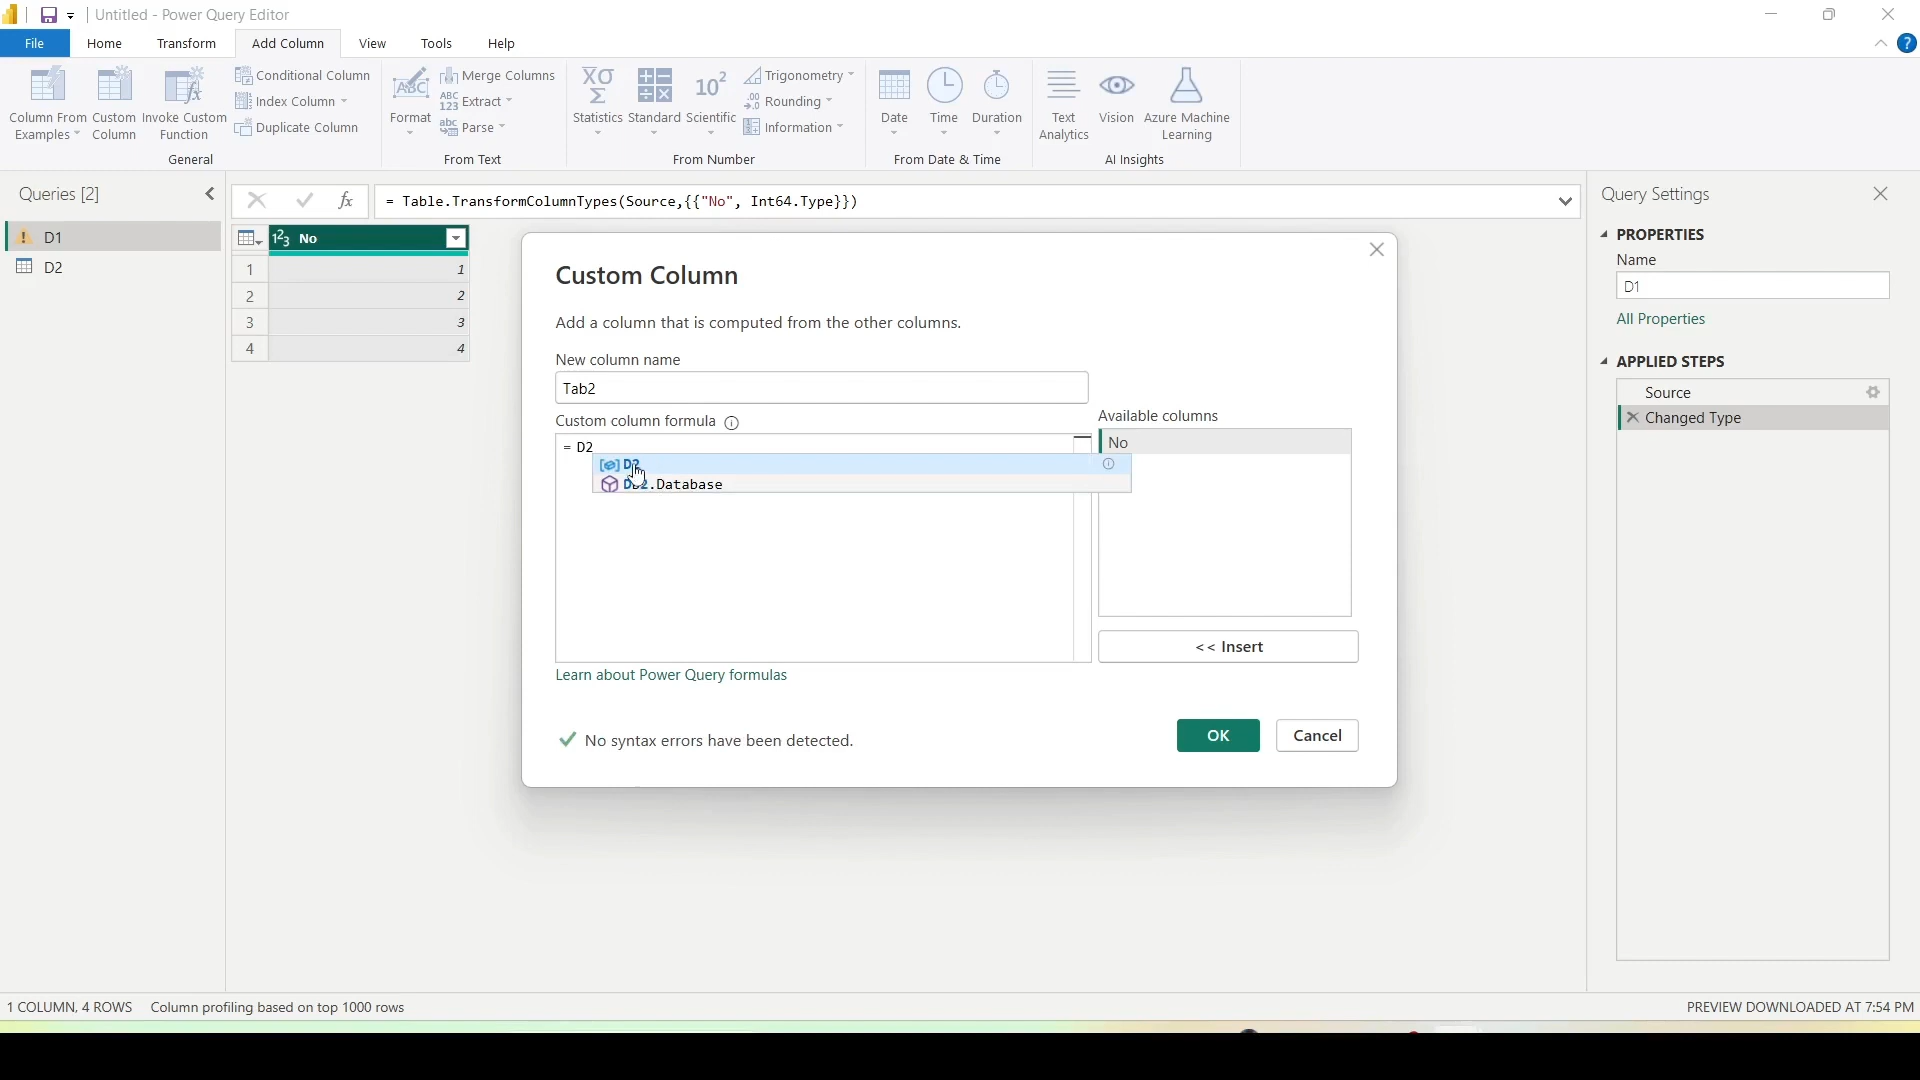 Untitled - Power Query Editor
File Home Transform Add Column View Tools Help
Column From Examples
Custom Column
Invoke Custom Function
Conditional Column
Index Column
Duplicate Column
General
Format
Merge Columns
Extract
Parse
From Text
Statistics
Standard
Scientific
Trigonometry
Rounding
Information
From Number
Date
Time
Duration
From Date & Time
Text Analytics
Vision
Azure Machine Learning
AI Insights
Queries [2]
D1
D2
= Table.TransformColumnTypes(Source,{{"No", Int64.Type}})
No
1 1
2 2
3 3
4 4
Custom Column
Add a column that is computed from the other columns.
New column name
Tab2
Custom column formula
= D2
D2
DB2.Database
Available columns
No
<< Insert
Learn about Power Query formulas
No syntax errors have been detected.
OK
Cancel
Query Settings
PROPERTIES
Name
D1
All Properties
APPLIED STEPS
Source
Changed Type
1 COLUMN, 4 ROWS Column profiling based on top 1000 rows
PREVIEW DOWNLOADED AT 7:54 PM